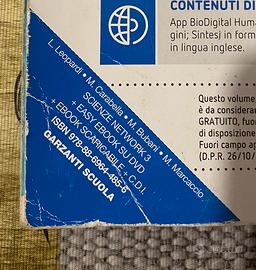 CONTENUTI DI
App BioDigital Huma
gini; Sintesi in form
in lingua inglese.
L. Leopardi • M. Carabella • M. Bubani • M. Marcaccio
SCIENZE NETWORK 3
+ EASY EBOOK SU DVD
+ EBOOK SCARICABILE + C.D.I.
ISBN 978-88-6964-485-6
GARZANTI SCUOLA
Questo volume
è da considerar
GRATUITO, fuor
di disposizione
Fuori campo ap
(D.P.R. 26/10/